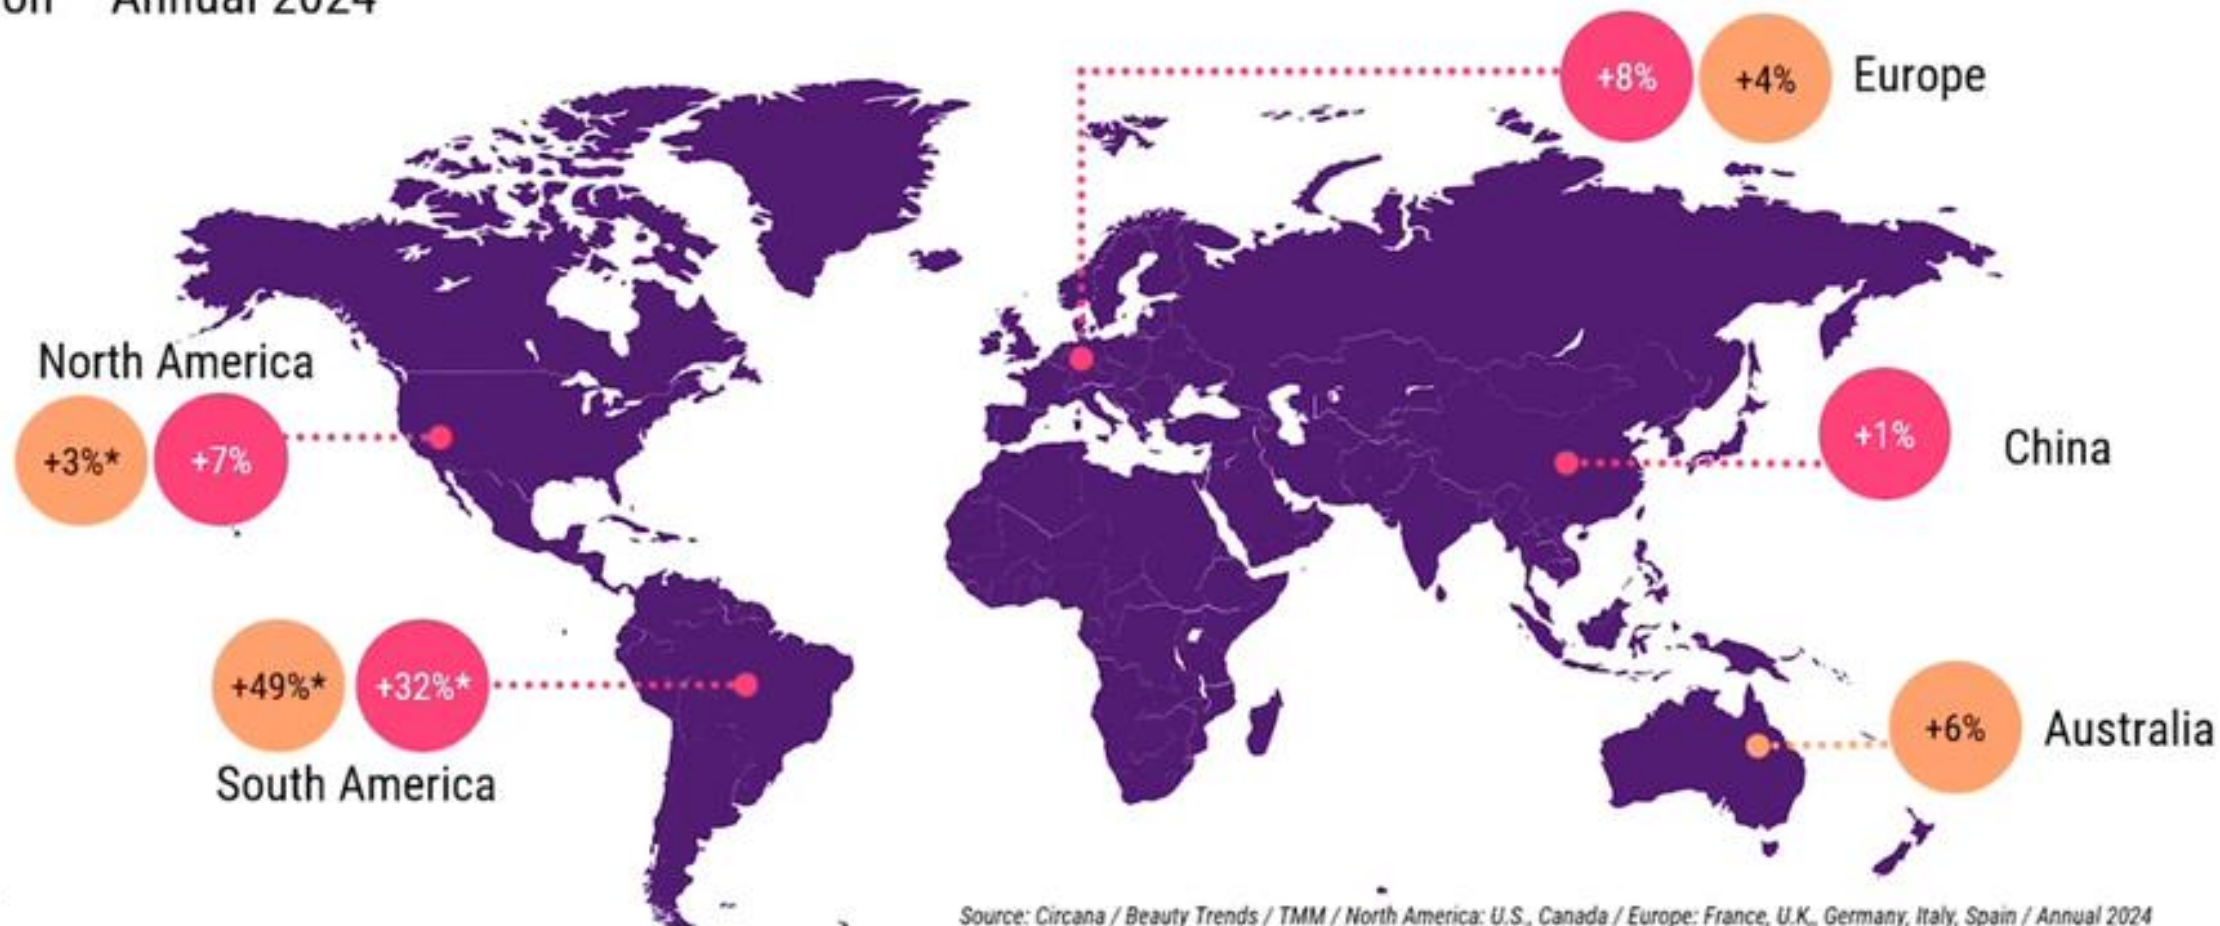 Annual 2024
+8%
+4%
Europe
North America
+3%*
+7%
+1%
China
+49%*
+32%*
South America
+6%
Australia
Source: Circana / Beauty Trends / TMM / North America: U.S., Canada / Europe: France, U.K., Germany, Italy, Spain / Annual 2024